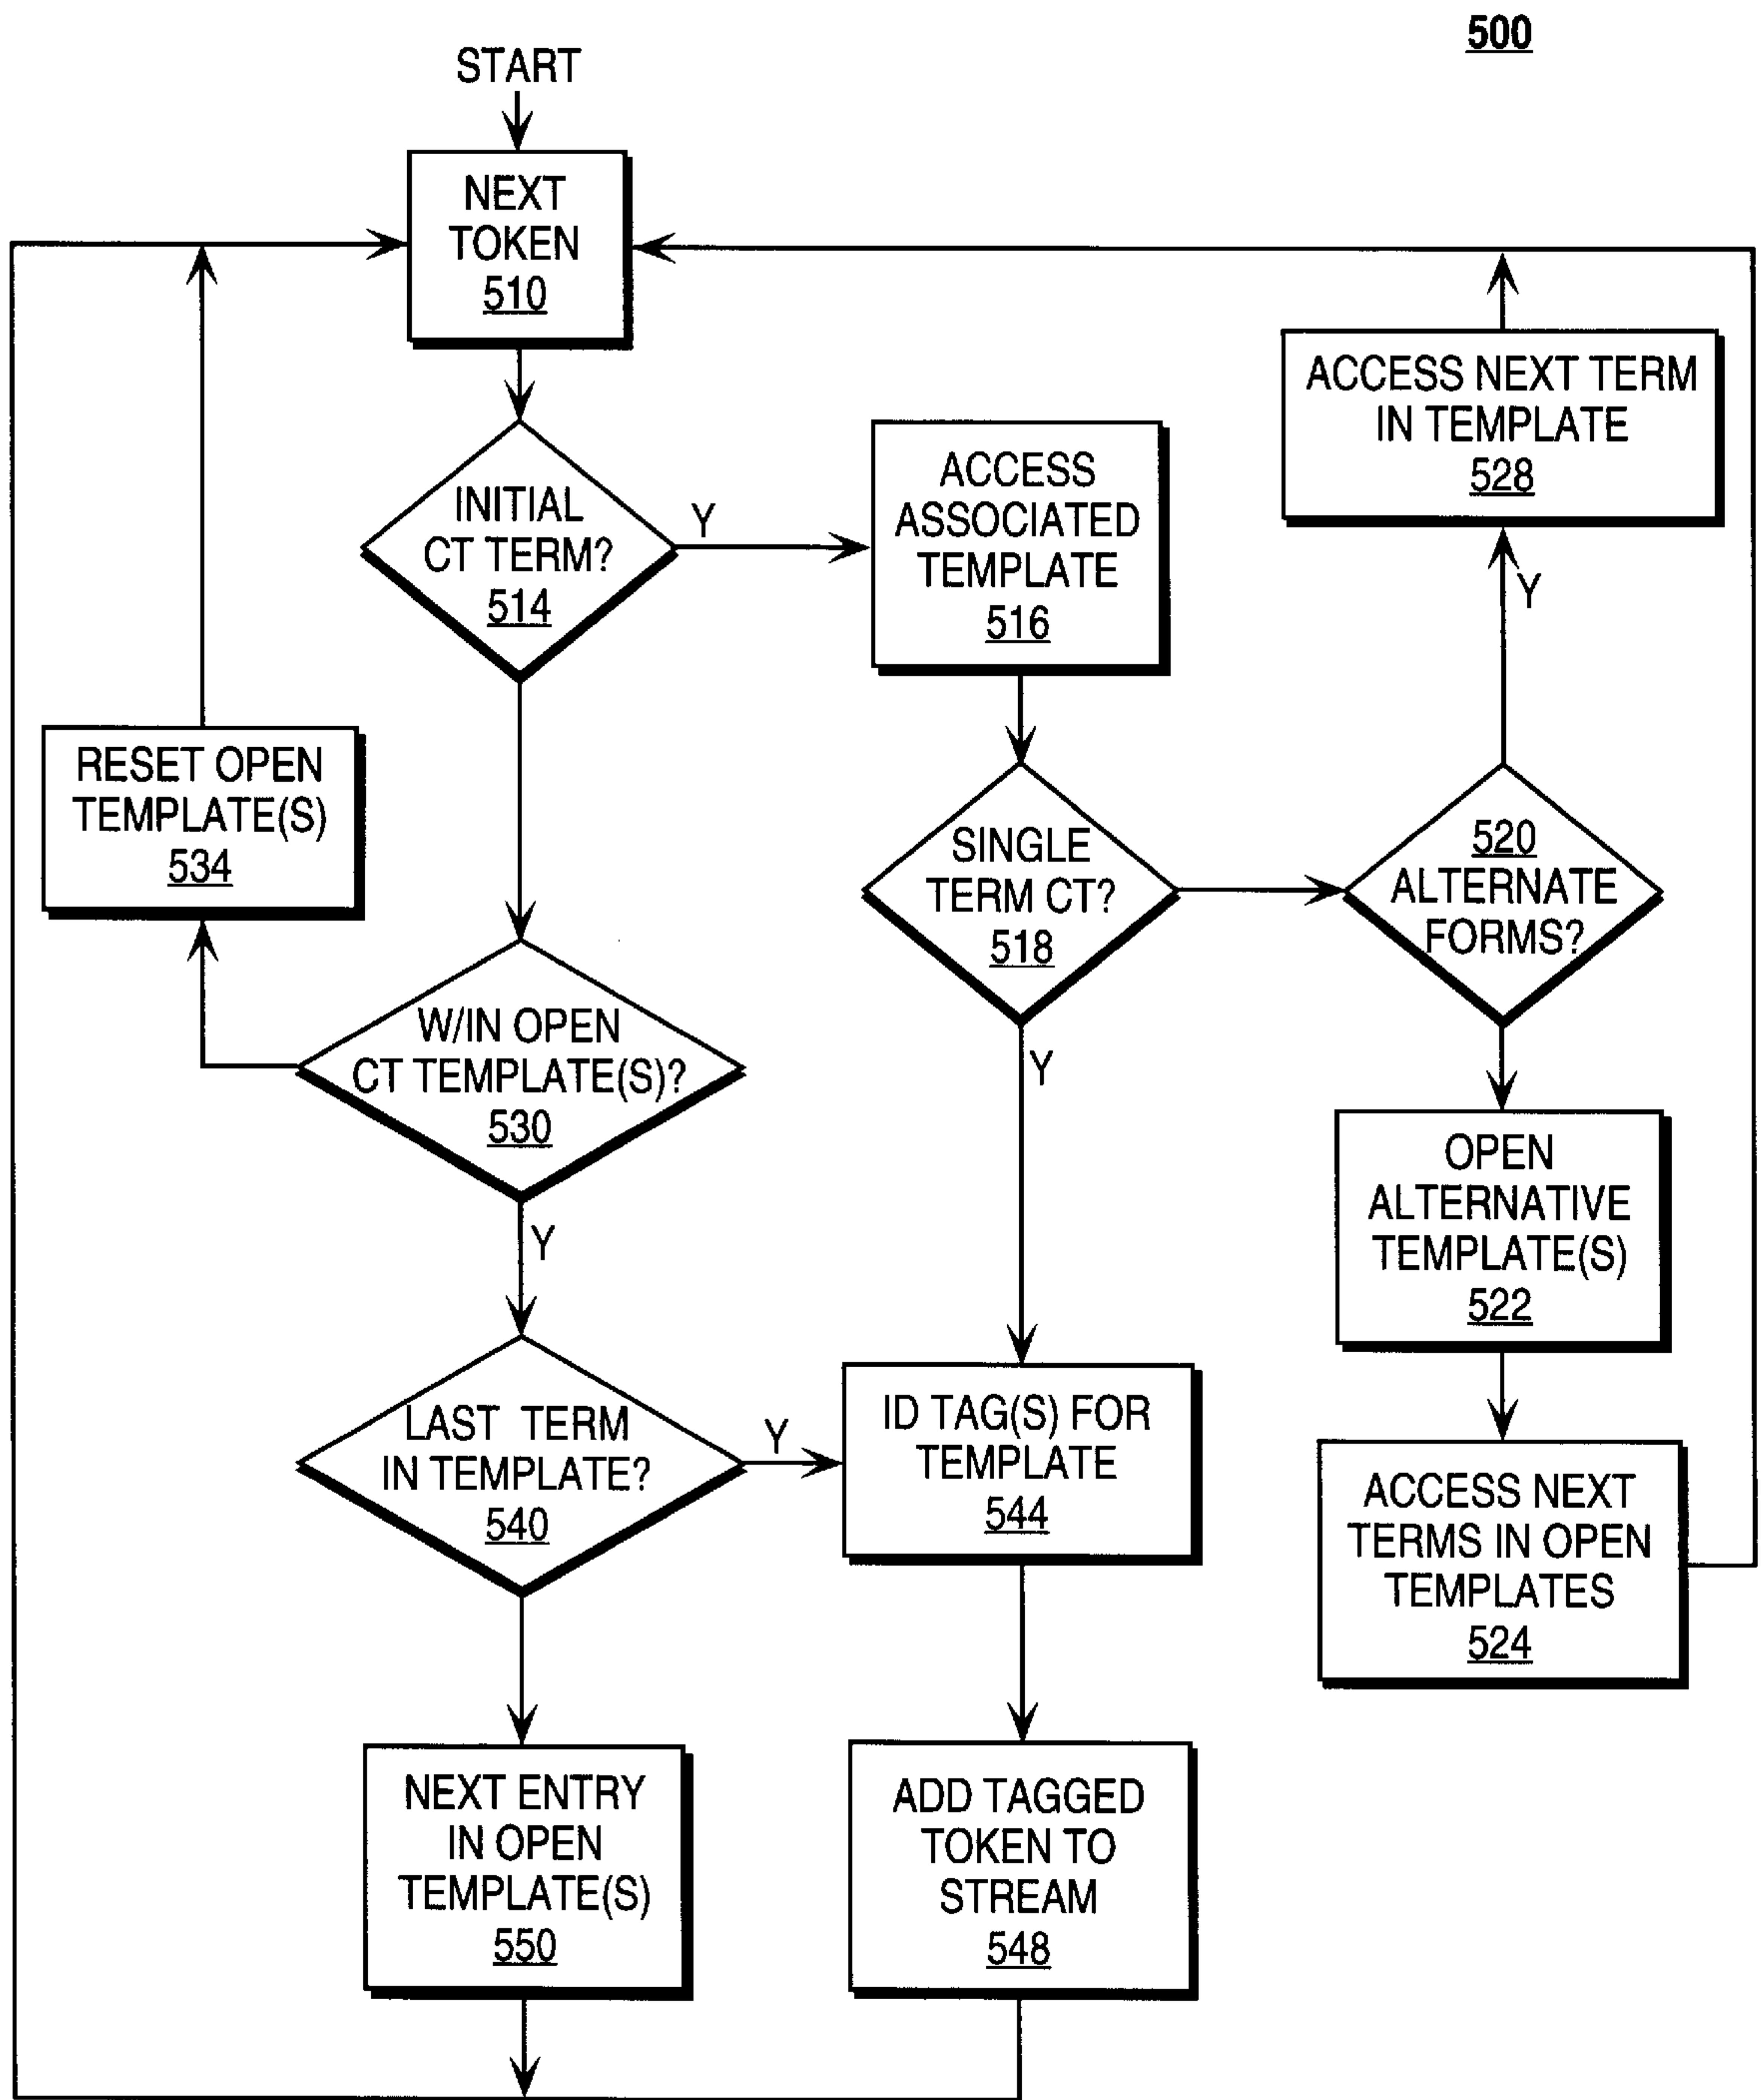 500
START
NEXT
TOKEN
510
INITIAL
CT TERM?
514
Y
ACCESS
ASSOCIATED
TEMPLATE
516
ACCESS NEXT TERM
IN TEMPLATE
528
Y
RESET OPEN
TEMPLATE(S)
534
SINGLE
TERM CT?
518
Y
520
ALTERNATE
FORMS?
W/IN OPEN
CT TEMPLATE(S)?
530
Y
OPEN
ALTERNATIVE
TEMPLATE(S)
522
LAST TERM
IN TEMPLATE?
540
Y
ID TAG(S) FOR
TEMPLATE
544
ACCESS NEXT
TERMS IN OPEN
TEMPLATES
524
NEXT ENTRY
IN OPEN
TEMPLATE(S)
550
ADD TAGGED
TOKEN TO
STREAM
548